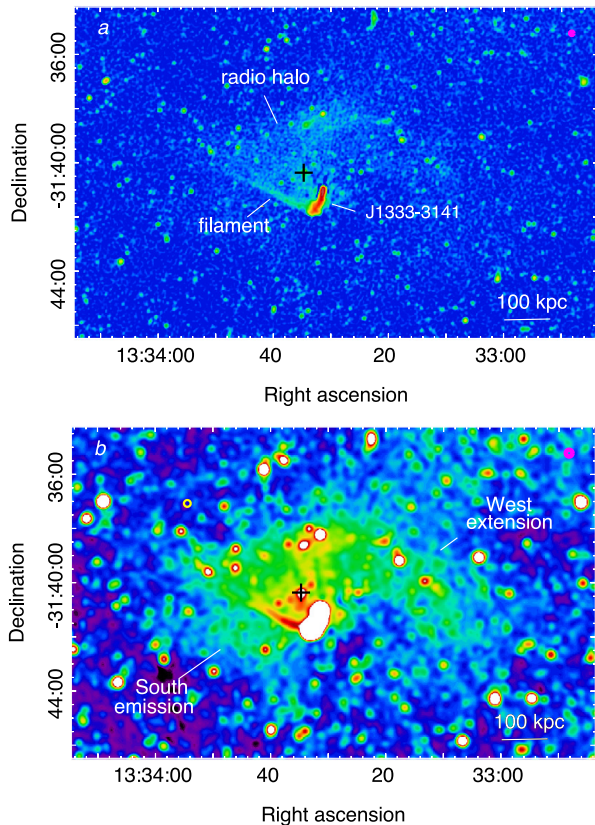 a
36:00
radio halo
Declination
-31:40:00
filament
J1333-3141
44:00
100 kpc
13:34:00
40
20
33:00
Right ascension
b
36:00
West
extension
Declination
-31:40:00
South
emission
44:00
100 kpc
13:34:00
40
20
33:00
Right ascension